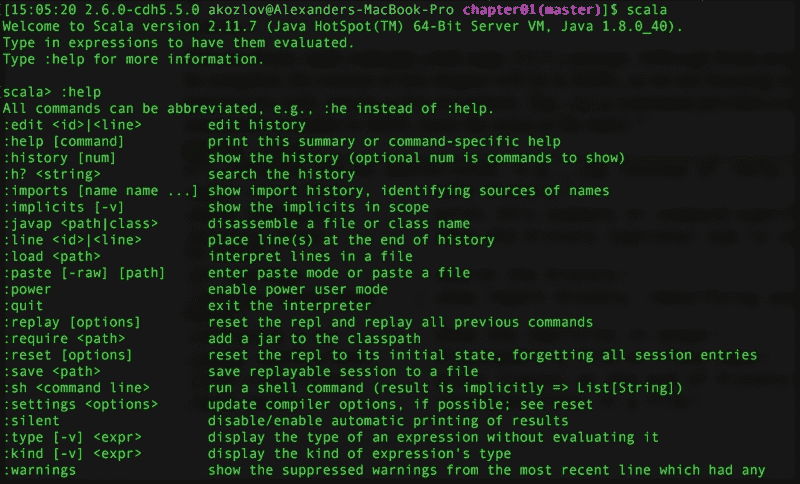 [15:05:20 2.6.0-cdh5.5.0 akozlov@Alexanders-MacBook-Pro chapter01(master)]$ scala
Welcome to Scala version 2.11.7 (Java HotSpot(TM) 64-Bit Server VM, Java 1.8.0_40).
Type in expressions to have them evaluated.
Type :help for more information.

scala> :help
All commands can be abbreviated, e.g., :he instead of :help.
:edit <id>|<line>        edit history
:help [command]          print this summary or command-specific help
:history [num]           show the history (optional num is commands to show)
:h? <string>             search the history
:imports [name name ...] show import history, identifying sources of names
:implicits [-v]          show the implicits in scope
:javap <path|class>      disassemble a file or class name
:line <id>|<line>        place line(s) at the end of history
:load <path>             interpret lines in a file
:paste [-raw] [path]     enter paste mode or paste a file
:power                   enable power user mode
:quit                    exit the interpreter
:replay [options]        reset the repl and replay all previous commands
:require <path>          add a jar to the classpath
:reset [options]         reset the repl to its initial state, forgetting all session entries
:save <path>             save replayable session to a file
:sh <command line>       run a shell command (result is implicitly => List[String])
:settings <options>      update compiler options, if possible; see reset
:silent                  disable/enable automatic printing of results
:type [-v] <expr>        display the type of an expression without evaluating it
:kind [-v] <expr>        display the kind of expression's type
:warnings                show the suppressed warnings from the most recent line which had any